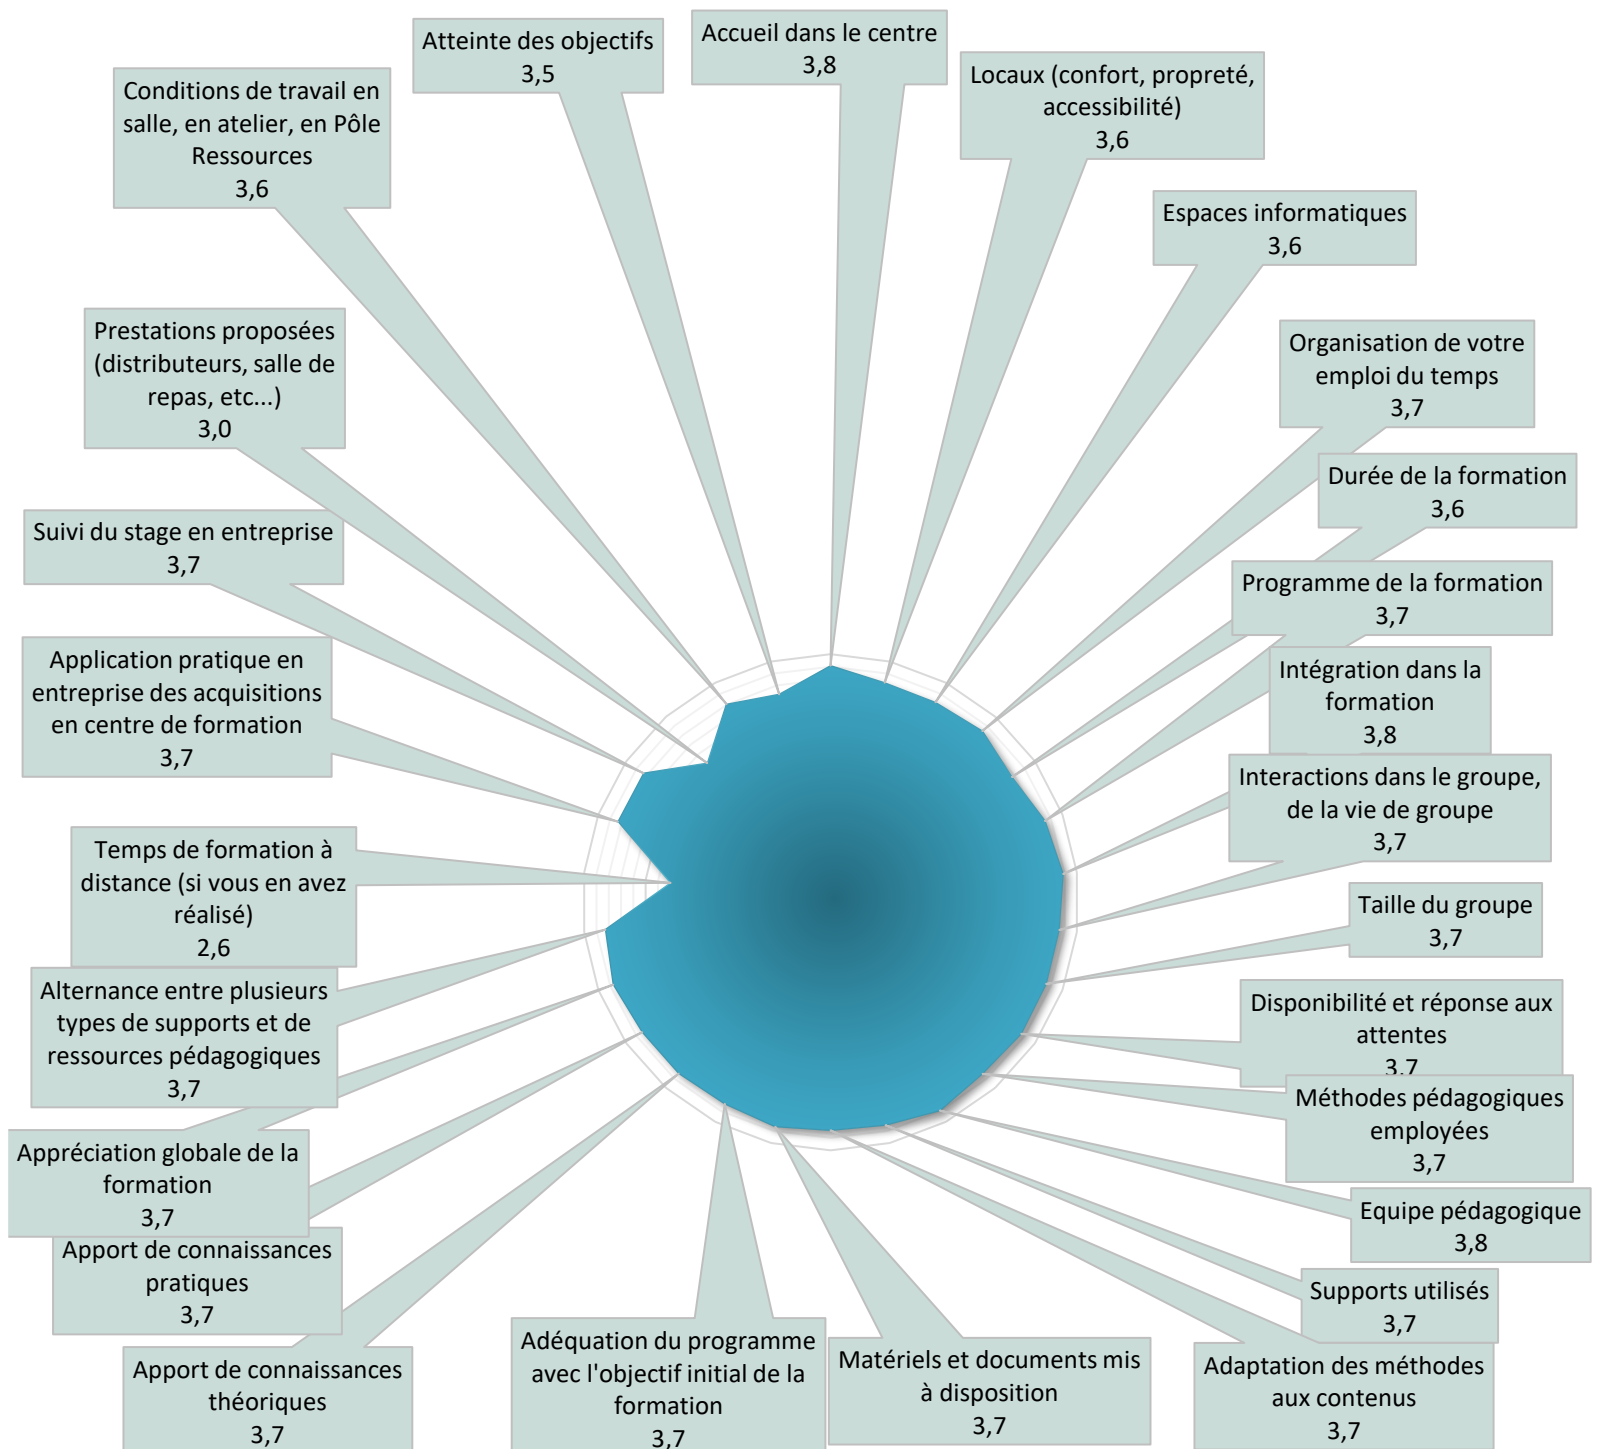 Accueil dans le centre
3,8
Locaux (confort, propreté,
accessibilité)
3,6
Espaces informatiques
3,6
Organisation de votre
emploi du temps
3,7
Durée de la formation
3,6
Programme de la formation
3,7
Intégration dans la
formation
3,8
Interactions dans le groupe,
de la vie de groupe
3,7
Taille du groupe
3,7
Disponibilité et réponse aux
attentes
3,7
Méthodes pédagogiques
employées
3,7
Equipe pédagogique
3,8
Supports utilisés
3,7
Adaptation des méthodes
aux contenus
3,7
Matériels et documents mis
à disposition
3,7
Adéquation du programme
avec l'objectif initial de la
formation
3,7
Apport de connaissances
théoriques
3,7
Apport de connaissances
pratiques
3,7
Appréciation globale de la
formation
3,7
Alternance entre plusieurs
types de supports et de
ressources pédagogiques
3,7
Temps de formation à
distance (si vous en avez
réalisé)
2,6
Application pratique en
entreprise des acquisitions
en centre de formation
3,7
Suivi du stage en entreprise
3,7
Prestations proposées
(distributeurs, salle de
repas, etc...)
3,0
Conditions de travail en
salle, en atelier, en Pôle
Ressources
3,6
Atteinte des objectifs
3,5